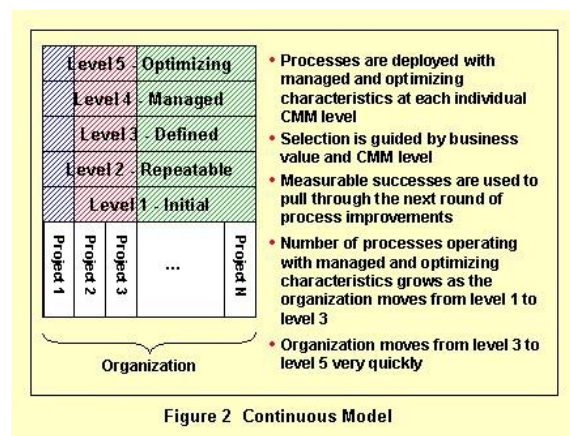 Level 5 - Optimizing
Level 4 - Managed
Level 3 - Defined
Level 2 - Repeatable
Level 1 - Initial
Project 1
Project 2
Project 3
...
Project N
Organization
• Processes are deployed with
managed and optimizing
characteristics at each individual
CMM level
• Selection is guided by business
value and CMM level
• Measurable successes are used to
pull through the next round of
process improvements
• Number of processes operating
with managed and optimizing
characteristics grows as the
organization moves from level 1 to
level 3
• Organization moves from level 3 to
level 5 very quickly
Figure 2 Continuous Model